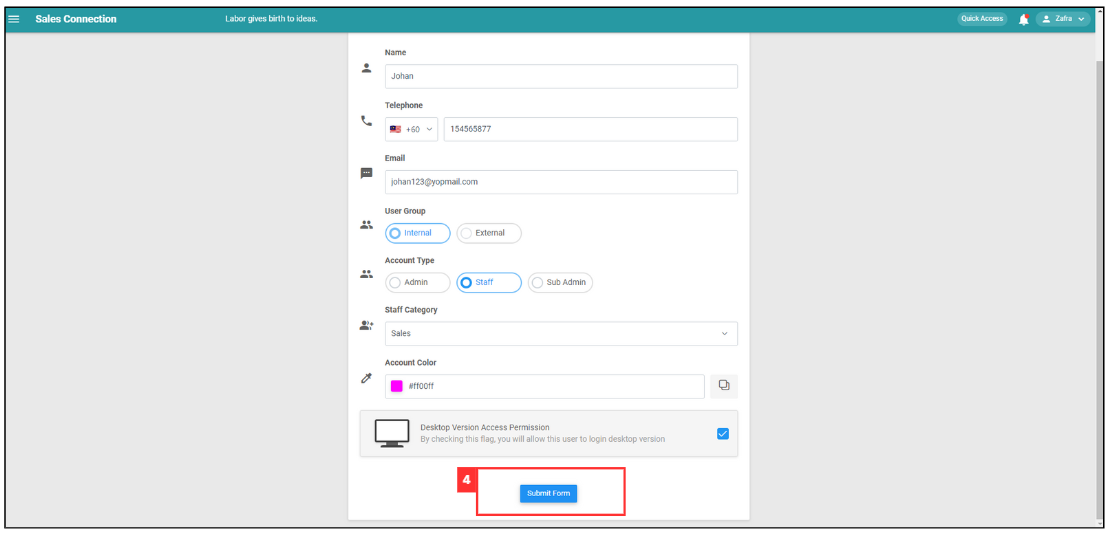 Sales Connection Labor gives birth to ideas. Quick Access Zafra
Name
Johan
Telephone
+60 154565877
Email
johan123@yopmail.com
User Group
Internal External
Account Type
Admin Staff Sub Admin
Staff Category
Sales
Account Color
#ff00ff
Desktop Version Access Permission
By checking this flag, you will allow this user to login desktop version
4
Submit Form